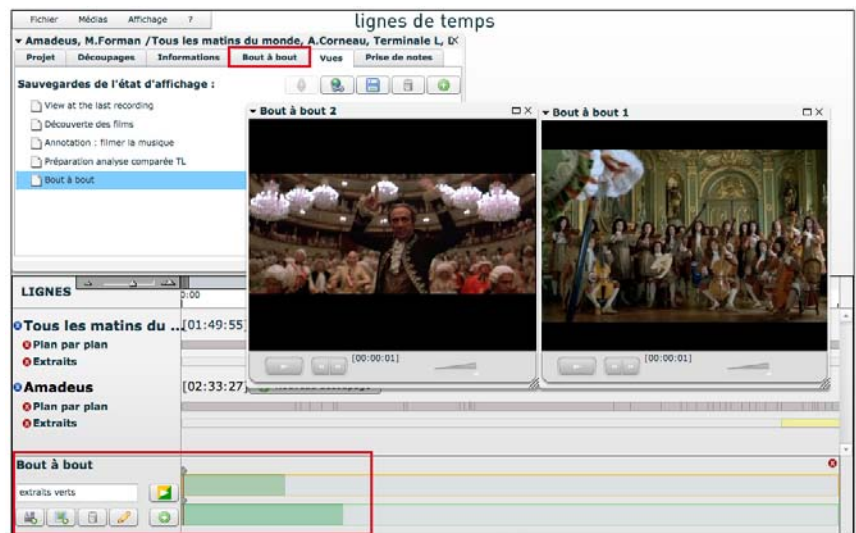 Fichier Médias Affichage ?
lignes de temps
Amadeus, M.Forman /Tous les matins du monde, A.Corneau, Terminale L,
Projet Découpages Informations Bout à bout Vues Prise de notes
Sauvegardes de l'état d'affichage :
View at the last recording
Découverte des films
Annotation : filmer la musique
Préparation analyse comparée TL
Bout à bout
Bout à bout 2
[00:00:01]
Bout à bout 1
[00:00:01]
LIGNES
0:00
Tous les matins du ... [01:49:55]
Plan par plan
Extraits
Amadeus [02:33:27]
Plan par plan
Extraits
Bout à bout
extraits verts